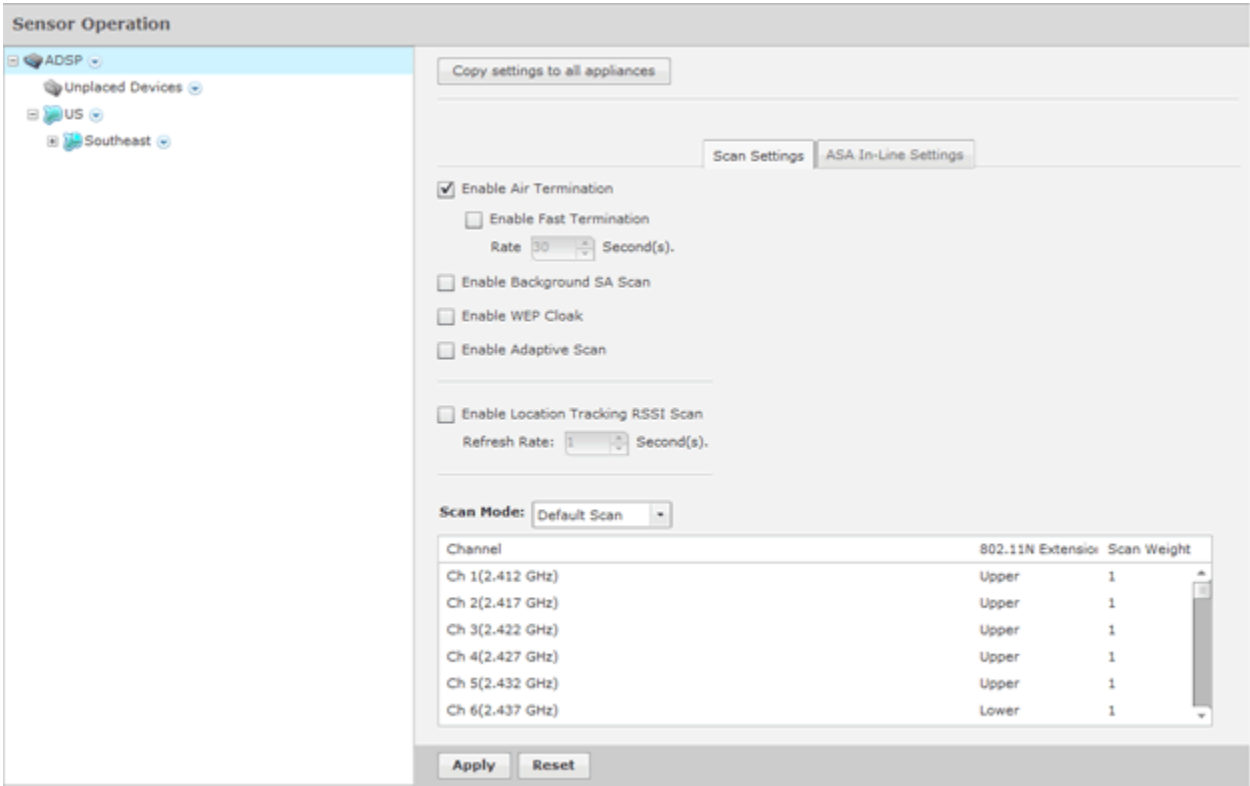 Sensor Operation
ADSP
Unplaced Devices
US
Southeast
Copy settings to all appliances
Scan Settings ASA In-Line Settings
Enable Air Termination
Enable Fast Termination
Rate 30 Second(s).
Enable Background SA Scan
Enable WEP Cloak
Enable Adaptive Scan
Enable Location Tracking RSSI Scan
Refresh Rate: 1 Second(s).
Scan Mode: Default Scan
Channel 802.11N Extension Scan Weight
Ch 1(2.412 GHz) Upper 1
Ch 2(2.417 GHz) Upper 1
Ch 3(2.422 GHz) Upper 1
Ch 4(2.427 GHz) Upper 1
Ch 5(2.432 GHz) Upper 1
Ch 6(2.437 GHz) Lower 1
Apply Reset